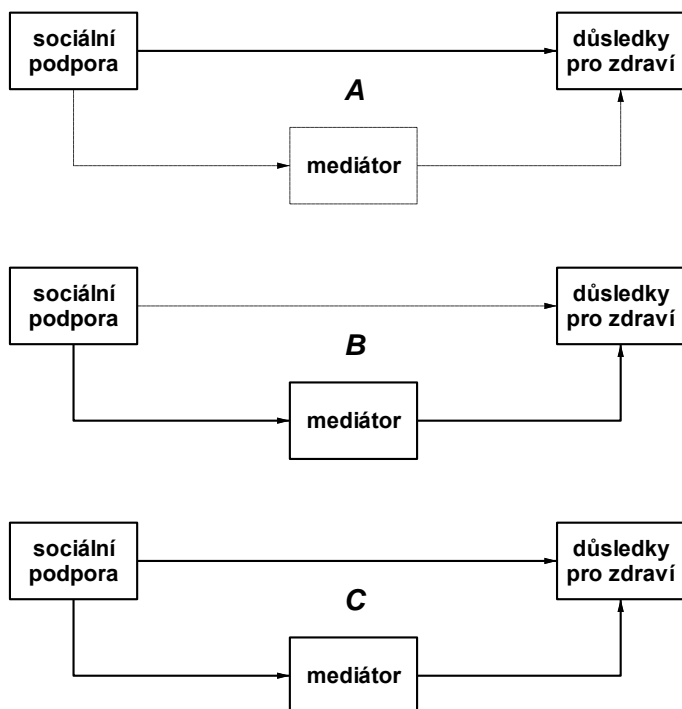 sociální
podpora
důsledky
pro zdraví
A
mediátor
sociální
podpora
důsledky
pro zdraví
B
mediátor
sociální
podpora
důsledky
pro zdraví
C
mediátor